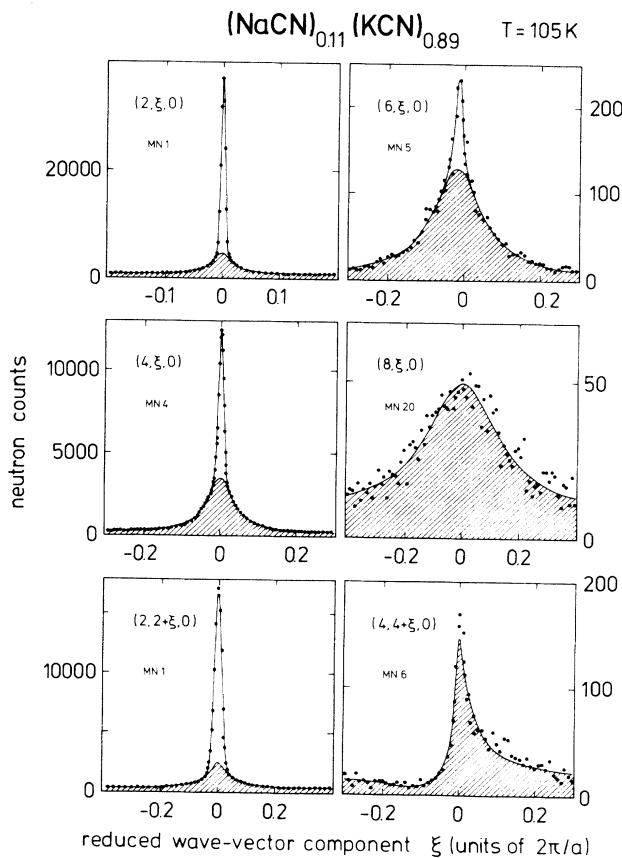 (NaCN)0.11 (KCN)0.89 T = 105 K
(2,ξ,0)
MN 1
20000
0
-0.1 0 0.1
(6,ξ,0)
MN 5
200
100
0
-0.2 0 0.2
neutron counts
(4,ξ,0)
MN 4
10000
5000
0
-0.2 0 0.2
(8,ξ,0)
MN 20
50
0
-0.2 0 0.2
(2,2+ξ,0)
MN 1
10000
0
-0.2 0 0.2
(4,4+ξ,0)
MN 6
200
100
0
-0.2 0 0.2
reduced wave-vector component ξ (units of 2π/a)